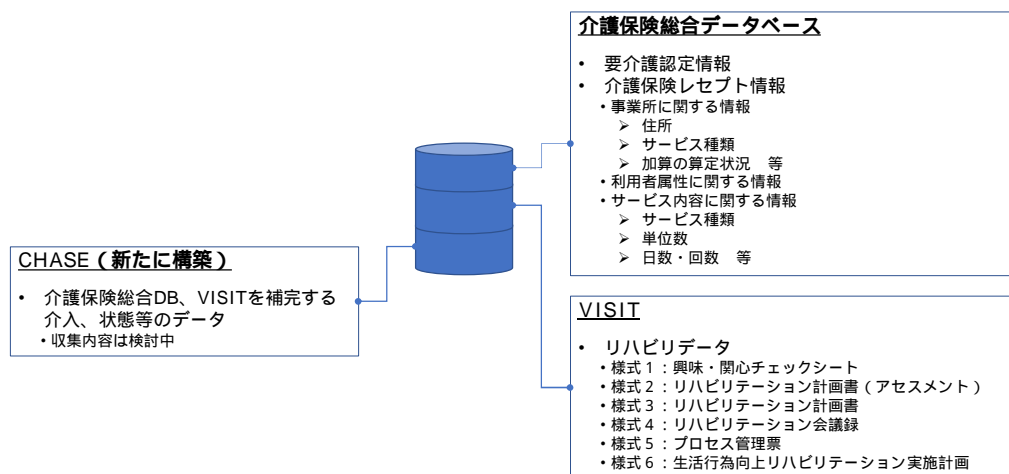 介護保険総合データベース
• 要介護認定情報
• 介護保険レセプト情報
・事業所に関する情報
➢ 住所
➢ サービス種類
➢ 加算の算定状況　等
・利用者属性に関する情報
・サービス内容に関する情報
➢ サービス種類
➢ 単位数
➢ 日数・回数　等
CHASE（新たに構築）
• 介護保険総合DB、VISITを補完する
介入、状態等のデータ
・収集内容は検討中
VISIT
• リハビリデータ
・様式１：興味・関心チェックシート
・様式２：リハビリテーション計画書（アセスメント）
・様式３：リハビリテーション計画書
・様式４：リハビリテーション会議録
・様式５：プロセス管理票
・様式６：生活行為向上リハビリテーション実施計画